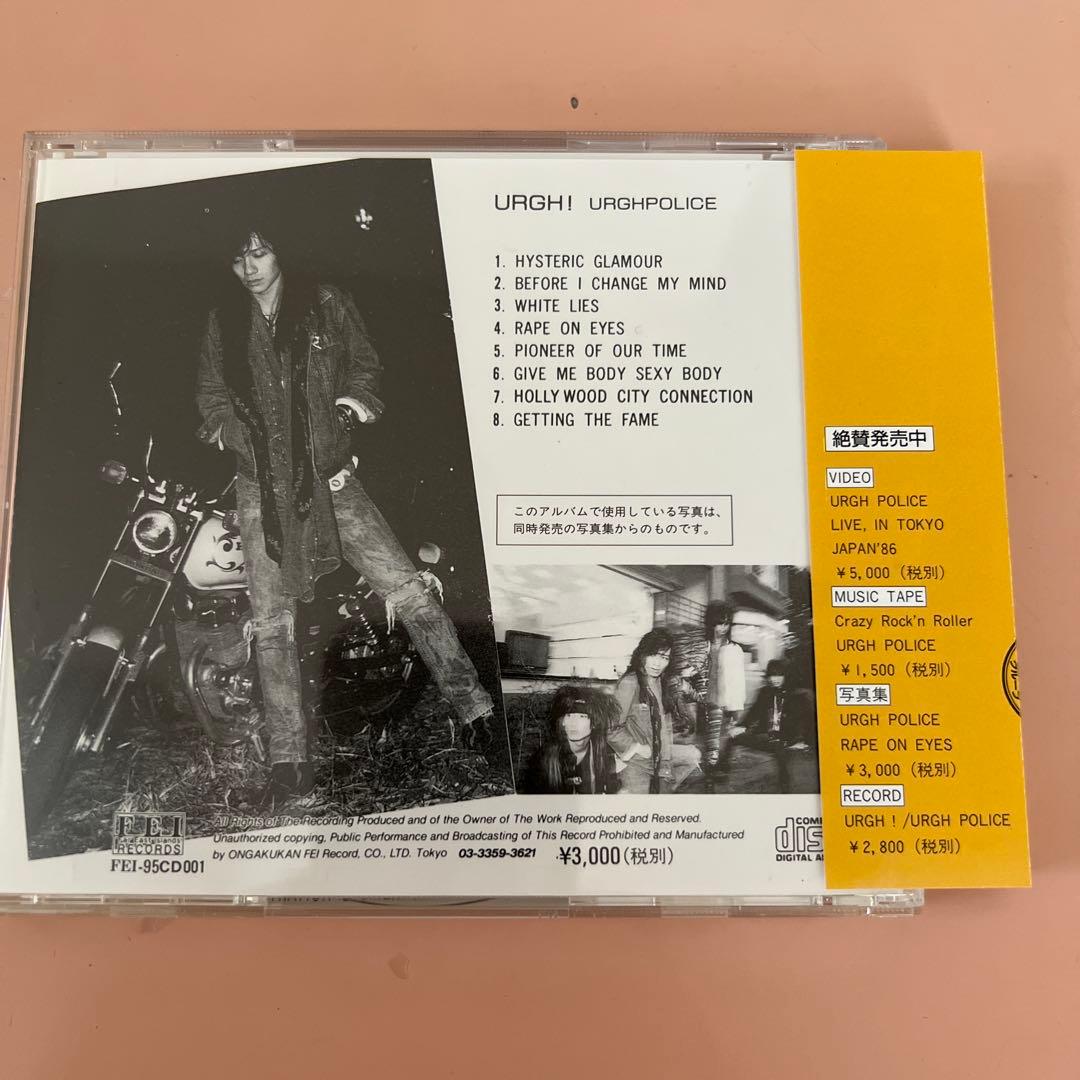 URGH! URGHPOLICE
1. HYSTERIC GLAMOUR
2. BEFORE I CHANGE MY MIND
3. WHITE LIES
4. RAPE ON EYES
5. PIONEER OF OUR TIME
6. GIVE ME BODY SEXY BODY
7. HOLLY WOOD CITY CONNECTION
8. GETTING THE FAME
このアルバムで使用している写真は、
同時発売の写真集からのものです。
FEI
Far East Islands
RECORDS
FEI-95CD001
All Rights of The Recording Produced and of the Owner of The Work Reproduced and Reserved.
Unauthorized copying, Public Performance and Broadcasting of This Record Prohibited and Manufactured
by ONGAKUKAN FEI Record, CO., LTD. Tokyo 03-3359-3621 ¥3,000(税別)
COMP
dis
DIGITAL A
絶賛発売中
VIDEO
URGH POLICE
LIVE, IN TOKYO
JAPAN'86
¥5,000 (税別)
MUSIC TAPE
Crazy Rock'n Roller
URGH POLICE
¥1,500 (税別)
写真集
URGH POLICE
RAPE ON EYES
¥3,000 (税別)
RECORD
URGH!/URGH POLICE
¥2,800 (税別)